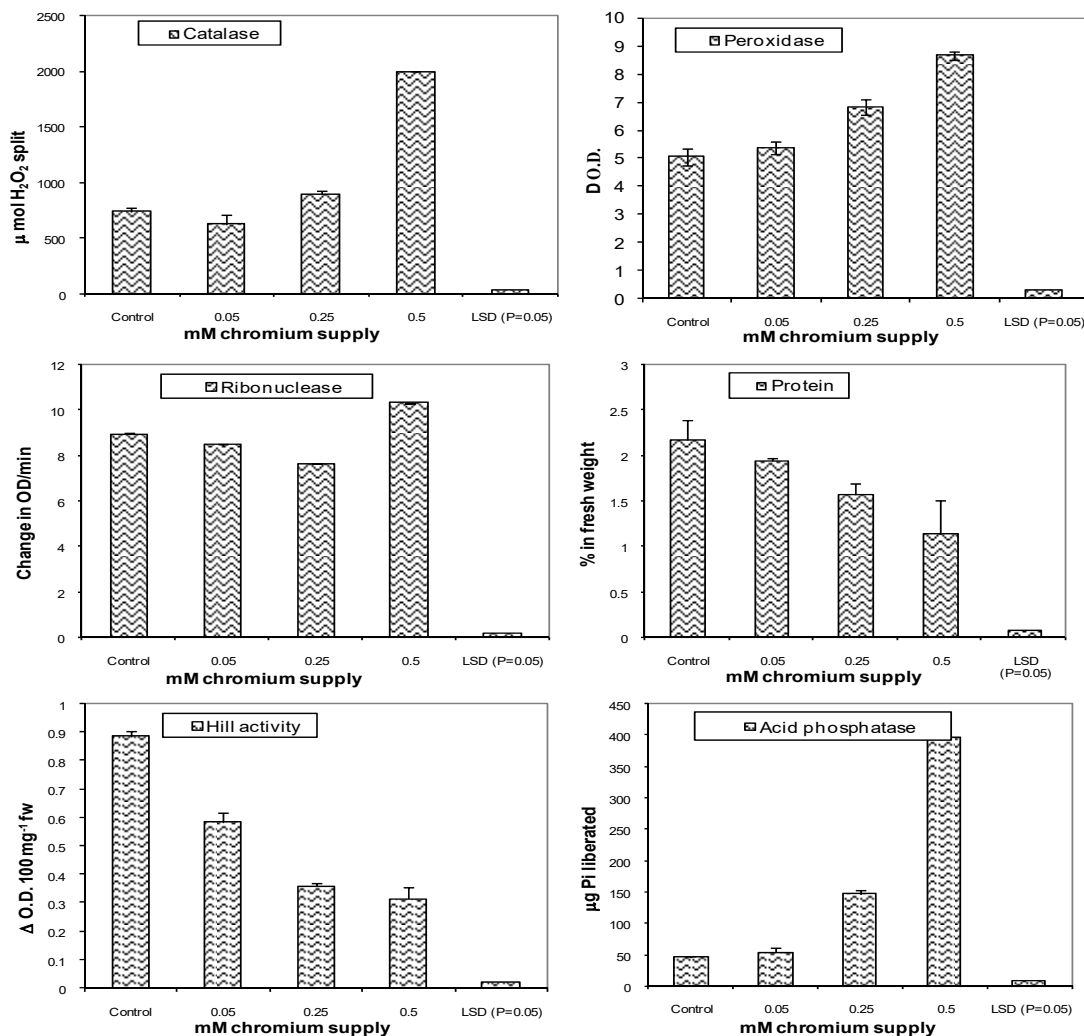 Catalase
2500
2000
1500
1000
500
0
µ mol H₂O₂ split
Control 0.05 0.25 0.5 LSD (P=0.05)
mM chromium supply
Peroxidase
10
9
8
7
6
5
4
3
2
1
0
D O.D.
Control 0.05 0.25 0.5 LSD (P=0.05)
mM chromium supply
Ribonuclease
12
10
8
6
4
2
0
Change in OD/min
Control 0.05 0.25 0.5 LSD (P=0.05)
mM chromium supply
Protein
3
2.5
2
1.5
1
0.5
0
% in fresh weight
Control 0.05 0.25 0.5 LSD
(P=0.05)
mM chromium supply
Hill activity
1
0.9
0.8
0.7
0.6
0.5
0.4
0.3
0.2
0.1
0
Δ O.D. 100 mg⁻¹ fw
Control 0.05 0.25 0.5 LSD (P=0.05)
mM chromium supply
Acid phosphatase
450
400
350
300
250
200
150
100
50
0
µg Pi liberated
Control 0.05 0.25 0.5 LSD (P=0.05)
mM chromium supply